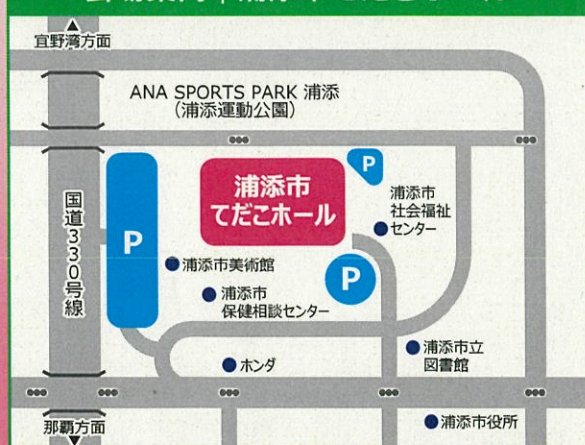 宜野湾方面
ANA SPORTS PARK 浦添
（浦添運動公園）
P
浦添市
てだこホール
P
浦添市
社会福祉
センター
国道330号線
浦添市美術館
P
浦添市
保健相談センター
ホンダ
浦添市立
図書館
那覇方面
浦添市役所